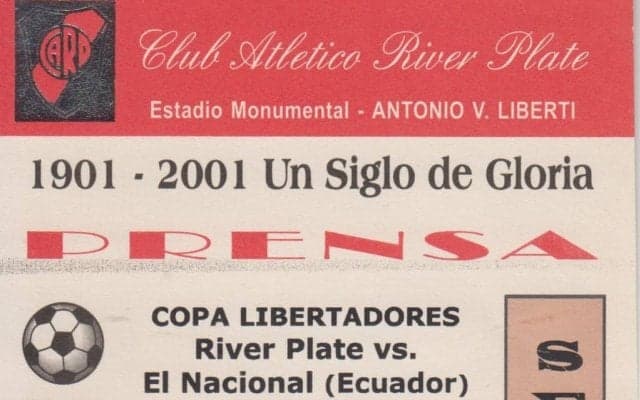 CARP
Club Atletico River Plate
Estadio Monumental - ANTONIO V. LIBERTI
1901 - 2001 Un Siglo de Gloria
PRENSA
COPA LIBERTADORES
River Plate vs.
El Nacional (Ecuador)